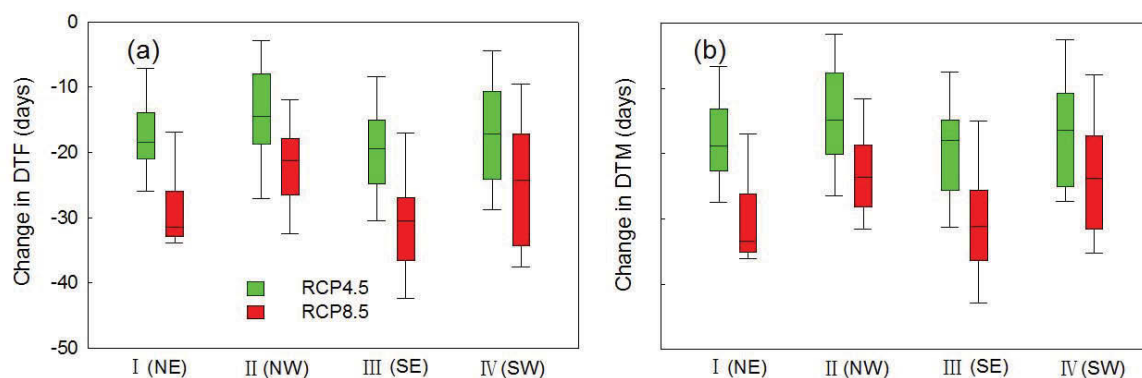 0
-10
-20
-30
-40
-50
Change in DTF (days)
(a)
RCP4.5
RCP8.5
Ⅰ (NE)
Ⅱ (NW)
Ⅲ (SE)
Ⅳ (SW)
Change in DTM (days)
(b)
Ⅰ (NE)
Ⅱ (NW)
Ⅲ (SE)
Ⅳ (SW)